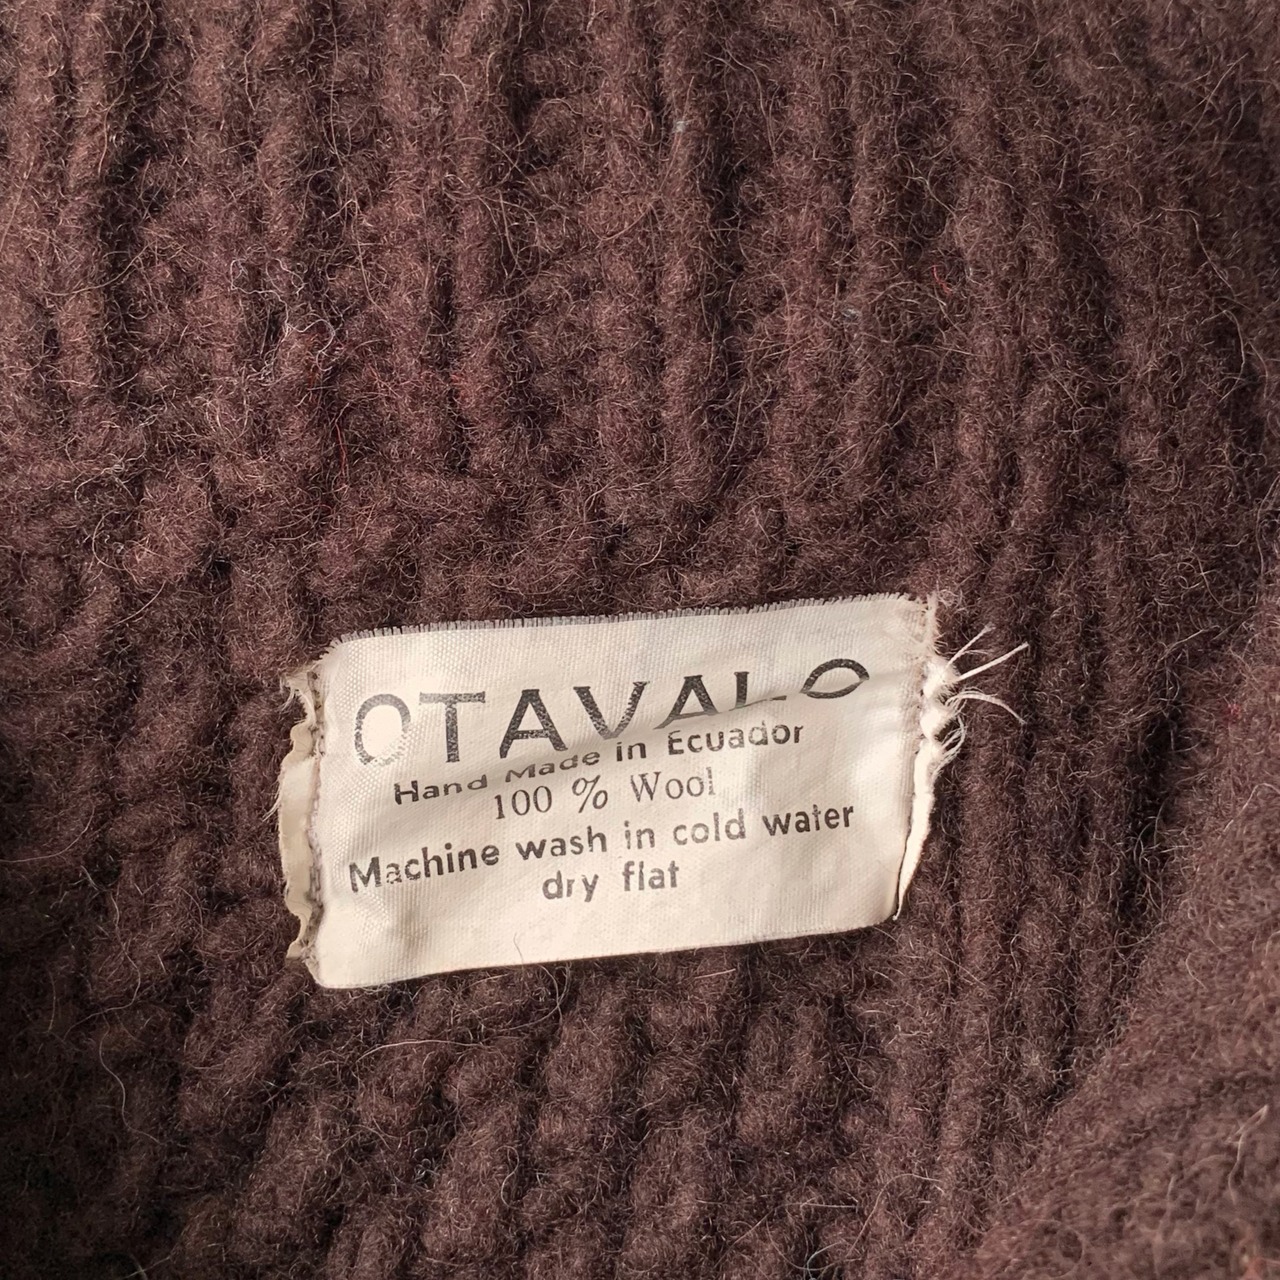 OTAVALO
Hand Made in Ecuador
100 % Wool
Machine wash in cold water
dry flat